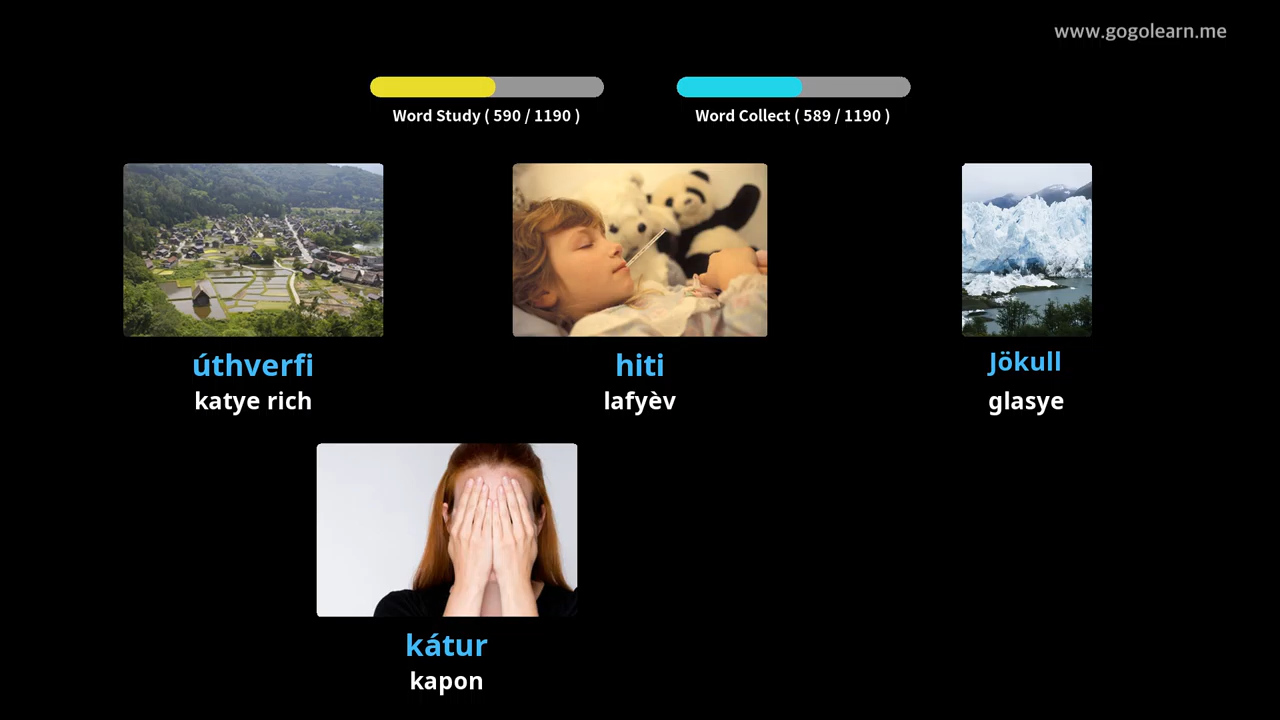 www.gogolearn.me
Word Study ( 590 / 1190 )
Word Collect ( 589 / 1190 )
úthverfi
katye rich
hiti
lafyèv
Jökull
glasye
kátur
kapon